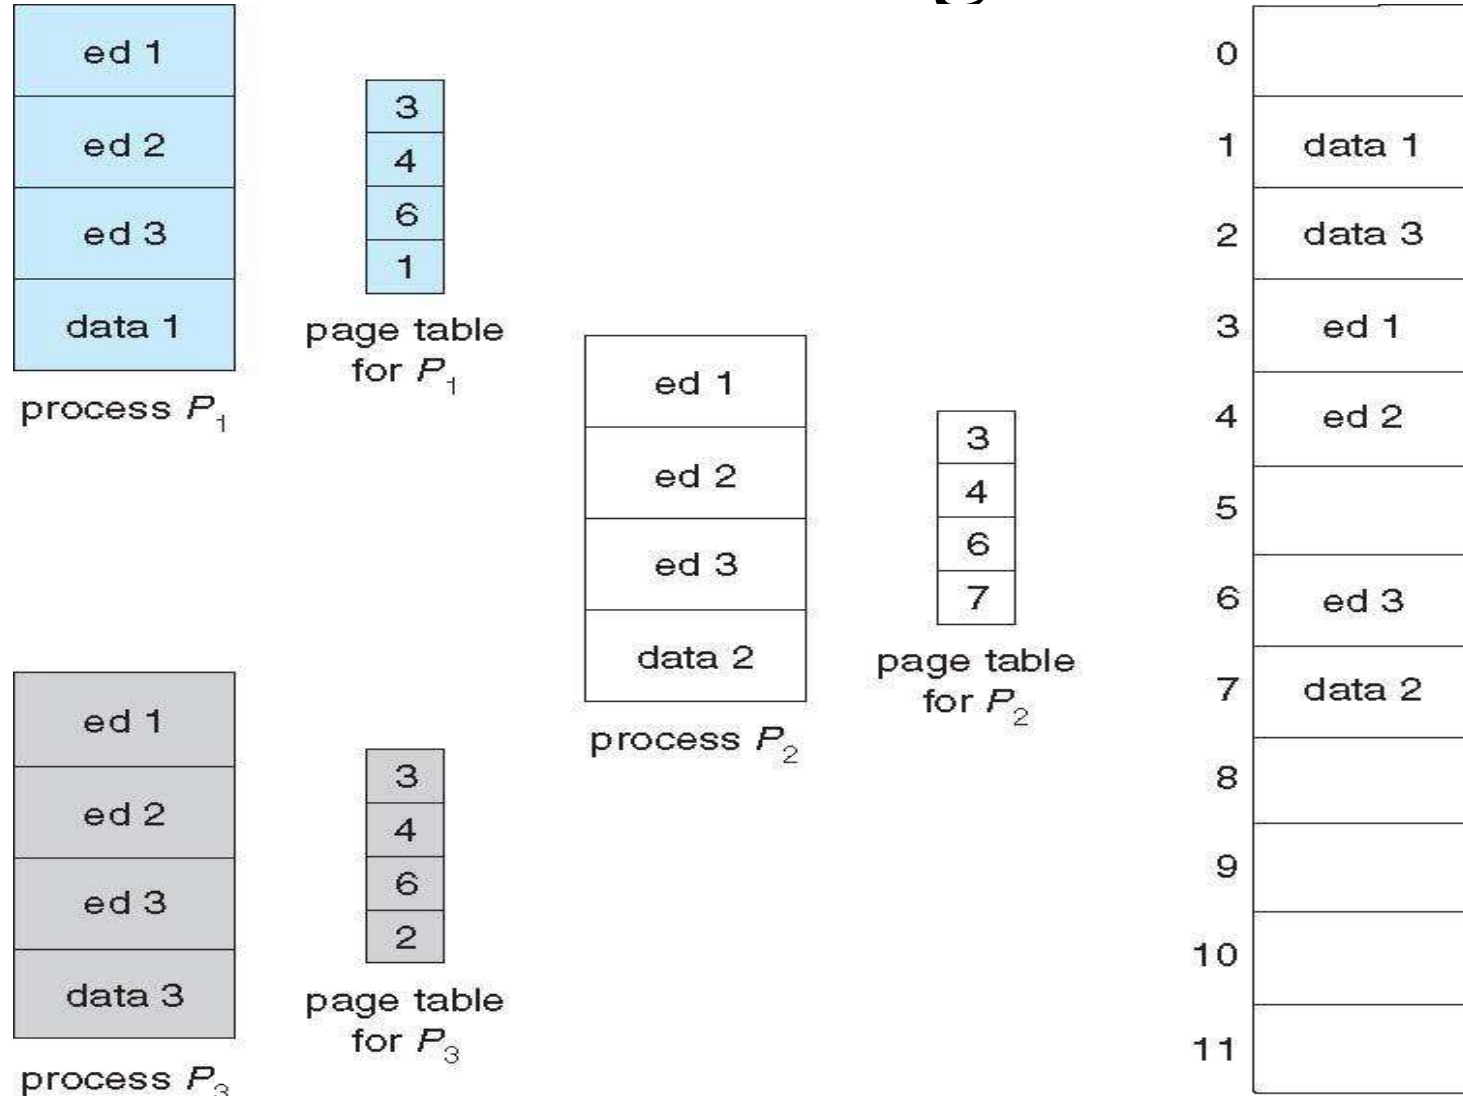 ed 1
ed 2
ed 3
data 1
process P1
3
4
6
1
page table
for P1
ed 1
ed 2
ed 3
data 2
process P2
3
4
6
7
page table
for P2
ed 1
ed 2
ed 3
data 3
process P3
3
4
6
2
page table
for P3
0
1 data 1
2 data 3
3 ed 1
4 ed 2
5
6 ed 3
7 data 2
8
9
10
11